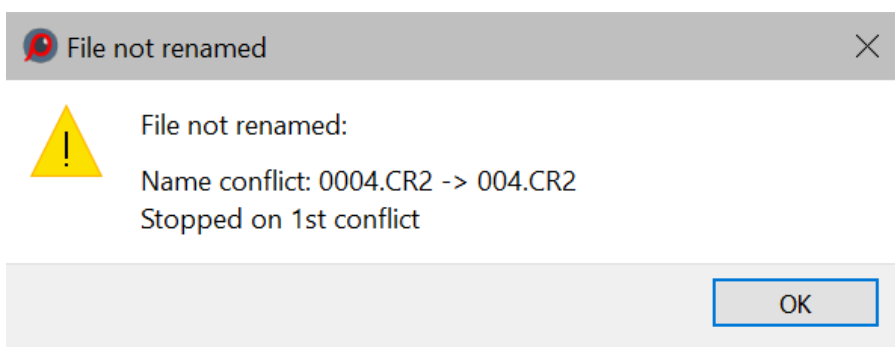 File not renamed
File not renamed:
Name conflict: 0004.CR2 -> 004.CR2
Stopped on 1st conflict
OK